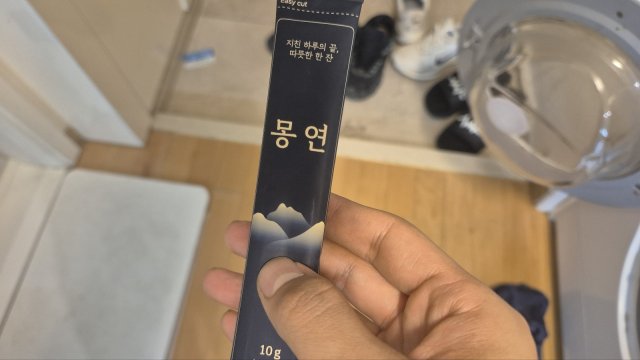 easy cut
지친 하루의 끝,
따뜻한 한 잔
몽연
10g